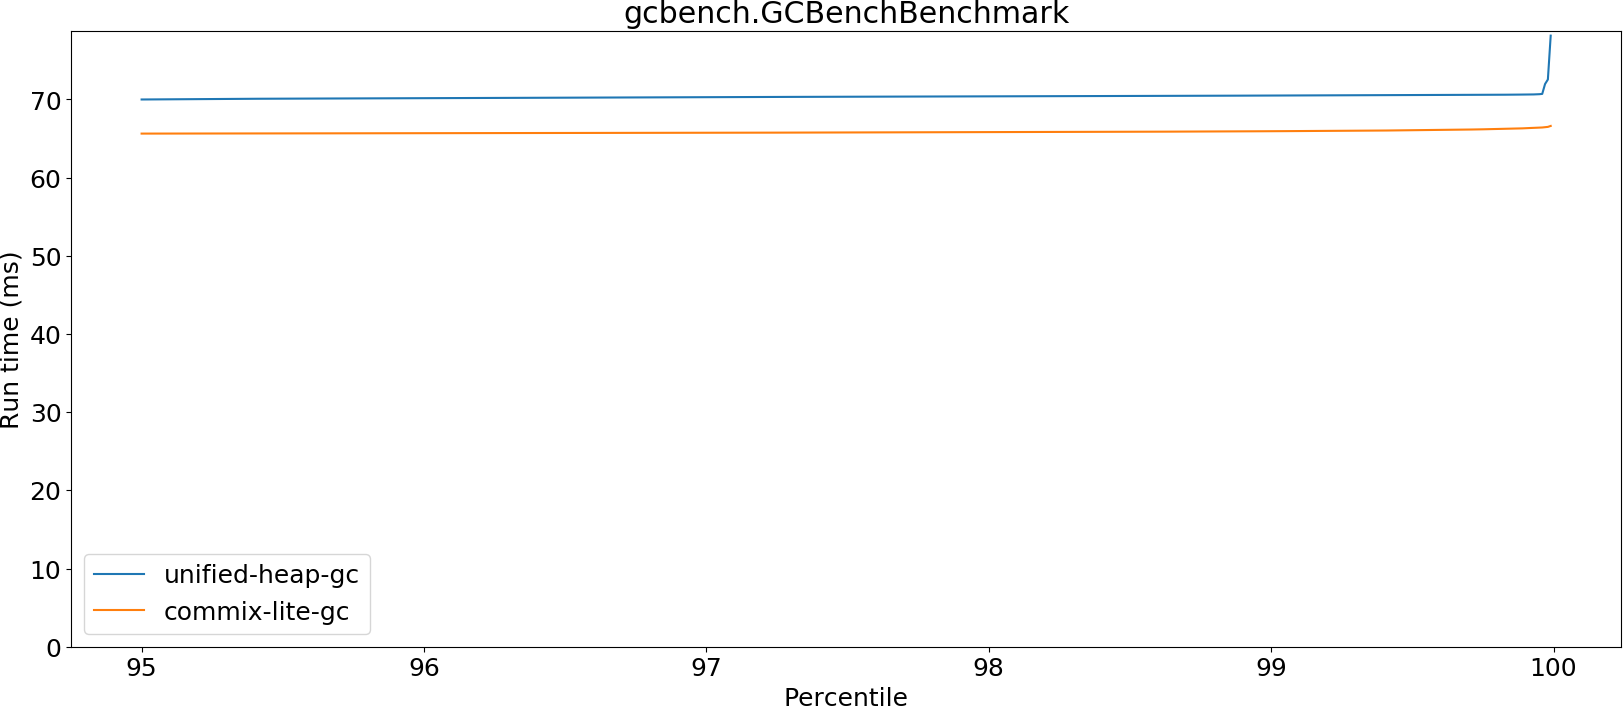 gcbench.GCBenchBenchmark
Run time (ms)
70
60
50
40
30
20
10
0
unified-heap-gc
commix-lite-gc
95 96 97 98 99 100
Percentile